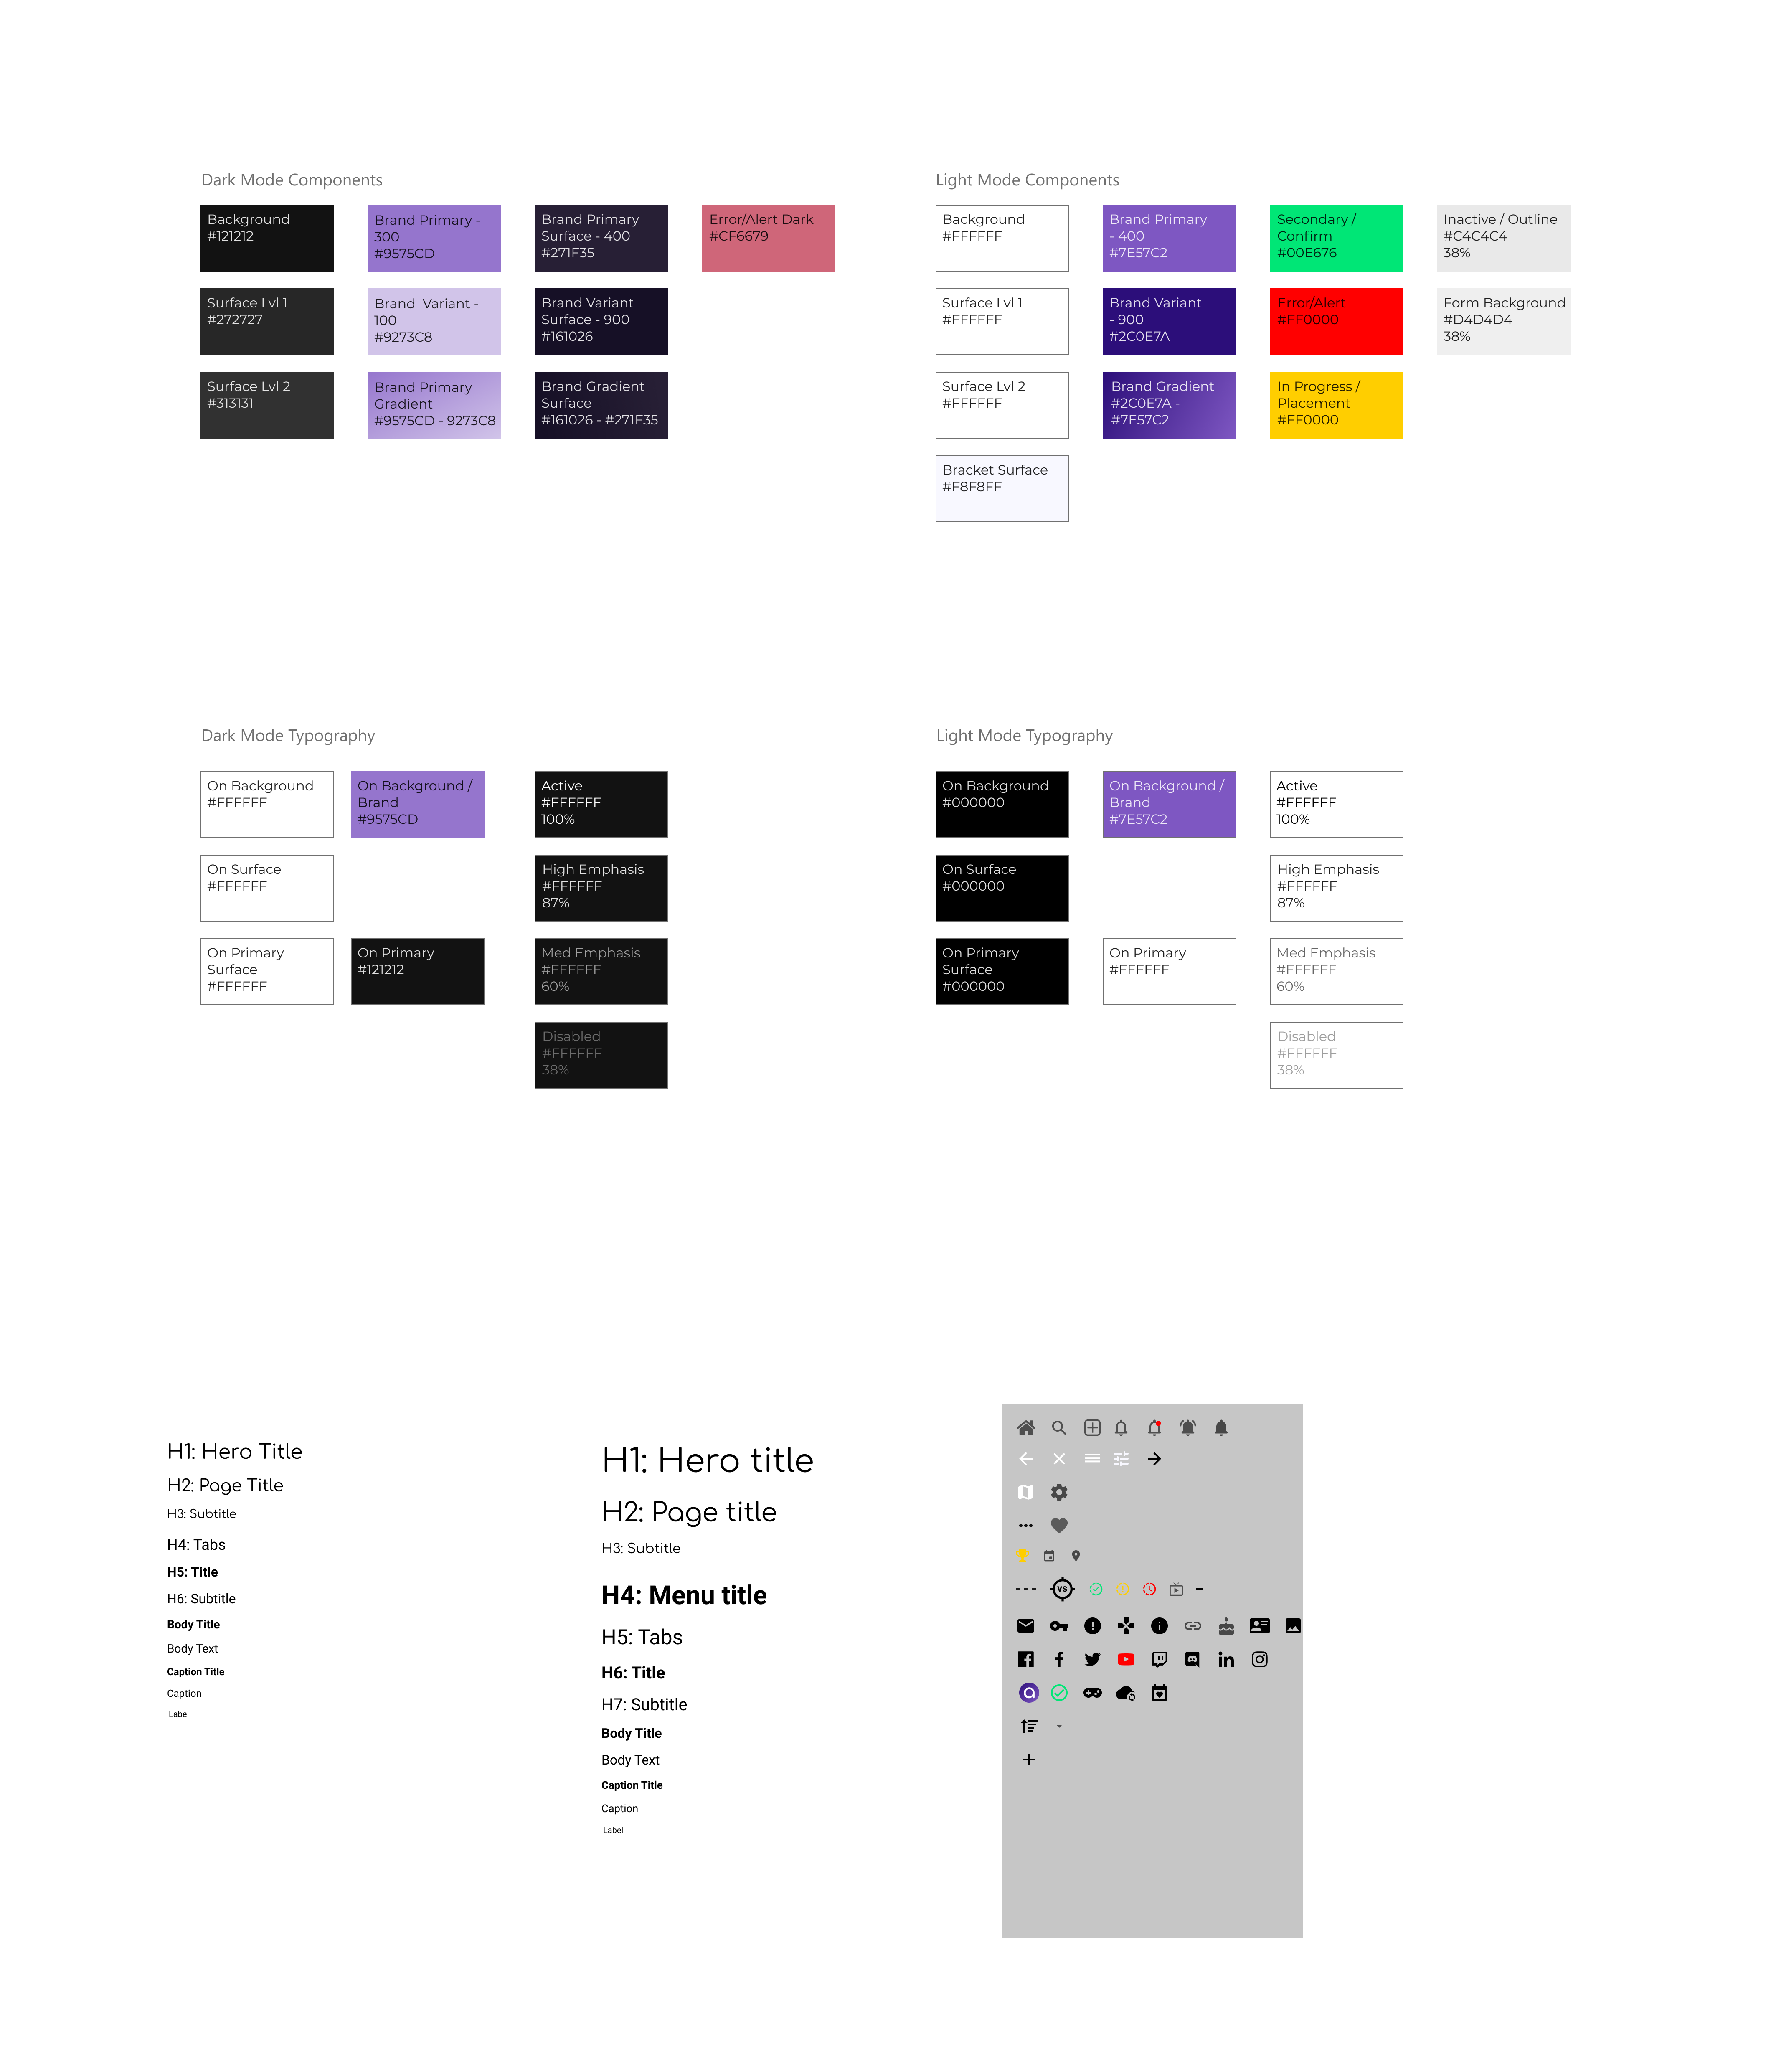 Dark Mode Components
Background
#121212
Brand Primary -
300
#9575CD
Brand Primary
Surface - 400
#271F35
Error/Alert Dark
#CF6679
Surface Lvl 1
#272727
Brand  Variant -
100
#9273C8
Brand Variant
Surface - 900
#161026
Surface Lvl 2
#313131
Brand Primary
Gradient
#9575CD - 9273C8
Brand Gradient
Surface
#161026 - #271F35
Light Mode Components
Background
#FFFFFF
Brand Primary
- 400
#7E57C2
Secondary /
Confirm
#00E676
Inactive / Outline
#C4C4C4
38%
Surface Lvl 1
#FFFFFF
Brand Variant
- 900
#2C0E7A
Error/Alert
#FF0000
Form Background
#D4D4D4
38%
Surface Lvl 2
#FFFFFF
Brand Gradient
#2C0E7A -
#7E57C2
In Progress /
Placement
#FF0000
Bracket Surface
#F8F8FF
Dark Mode Typography
On Background
#FFFFFF
On Background /
Brand
#9575CD
Active
#FFFFFF
100%
On Surface
#FFFFFF
High Emphasis
#FFFFFF
87%
On Primary
Surface
#FFFFFF
On Primary
#121212
Med Emphasis
#FFFFFF
60%
Disabled
#FFFFFF
38%
Light Mode Typography
On Background
#000000
On Background /
Brand
#7E57C2
Active
#FFFFFF
100%
On Surface
#000000
High Emphasis
#FFFFFF
87%
On Primary
Surface
#000000
On Primary
#FFFFFF
Med Emphasis
#FFFFFF
60%
Disabled
#FFFFFF
38%
H1: Hero Title
H2: Page Title
H3: Subtitle
H4: Tabs
H5: Title
H6: Subtitle
Body Title
Body Text
Caption Title
Caption
Label
H1: Hero title
H2: Page title
H3: Subtitle
H4: Menu title
H5: Tabs
H6: Title
H7: Subtitle
Body Title
Body Text
Caption Title
Caption
Label
VS